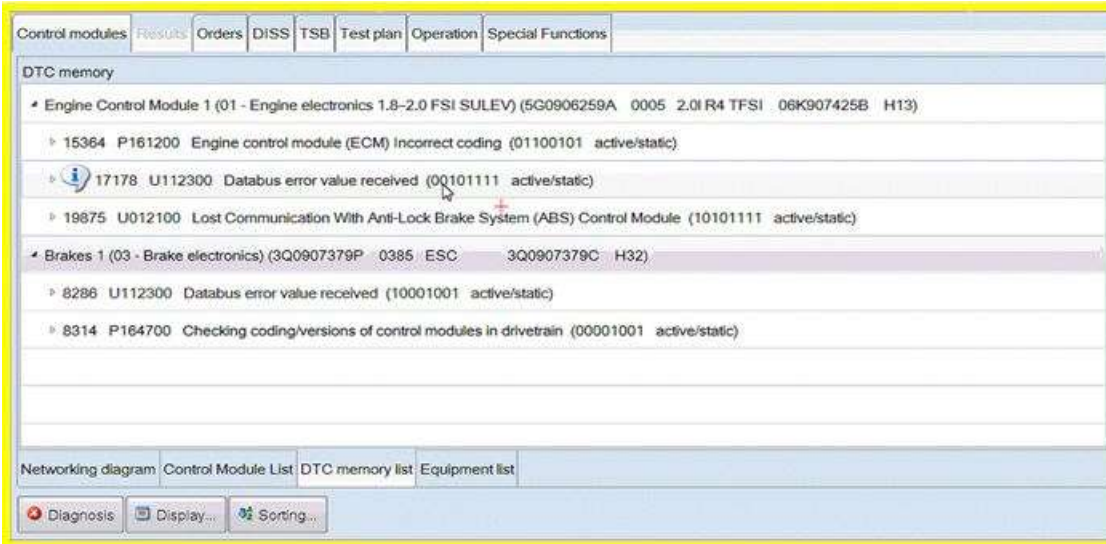 Control modules Results Orders DISS TSB Test plan Operation Special Functions
DTC memory
Engine Control Module 1 (01 - Engine electronics 1.8-2.0 FSI SULEV) (5G0906259A 0005 2.0l R4 TFSI 06K907425B H13)
15364 P161200 Engine control module (ECM) Incorrect coding (01100101 active/static)
17178 U112300 Databus error value received (00101111 active/static)
19875 U012100 Lost Communication With Anti-Lock Brake System (ABS) Control Module (10101111 active/static)
Brakes 1 (03 - Brake electronics) (3Q0907379P 0385 ESC 3Q0907379C H32)
8286 U112300 Databus error value received (10001001 active/static)
8314 P164700 Checking coding/versions of control modules in drivetrain (00001001 active/static)
Networking diagram Control Module List DTC memory list Equipment list
Diagnosis Display... Sorting...